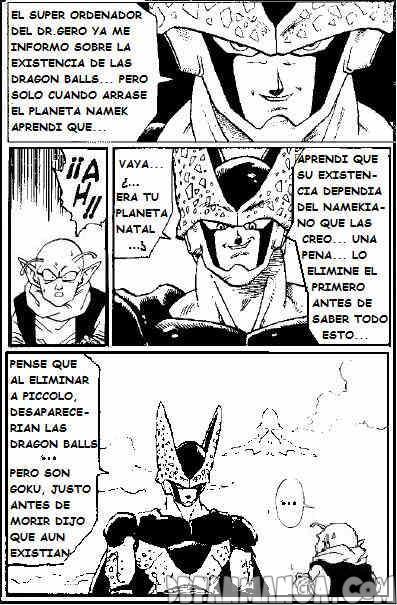 EL SUPER ORDENADOR
DEL DR.GERO YA ME
INFORMO SOBRE LA
EXISTENCIA DE LAS
DRAGON BALLS... PERO
SOLO CUANDO ARRASE
EL PLANETA NAMEK
APRENDI QUE...
¡¡A
H!!
VAYA...
¿...
ERA TU
PLANETA
NATAL
...?
APRENDI QUE
SU EXISTEN-
CIA DEPENDIA
DEL NAMEKIA-
NO QUE LAS
CREO... UNA
PENA... LO
ELIMINE EL
PRIMERO
ANTES DE
SABER TODO
ESTO...
PENSE QUE
AL ELIMINAR
A PICCOLO,
DESAPARECE-
RIAN LAS
DRAGON BALLS
...
PERO SON
GOKU, JUSTO
ANTES DE
MORIR DIJO
QUE AUN
EXISTIAN
...